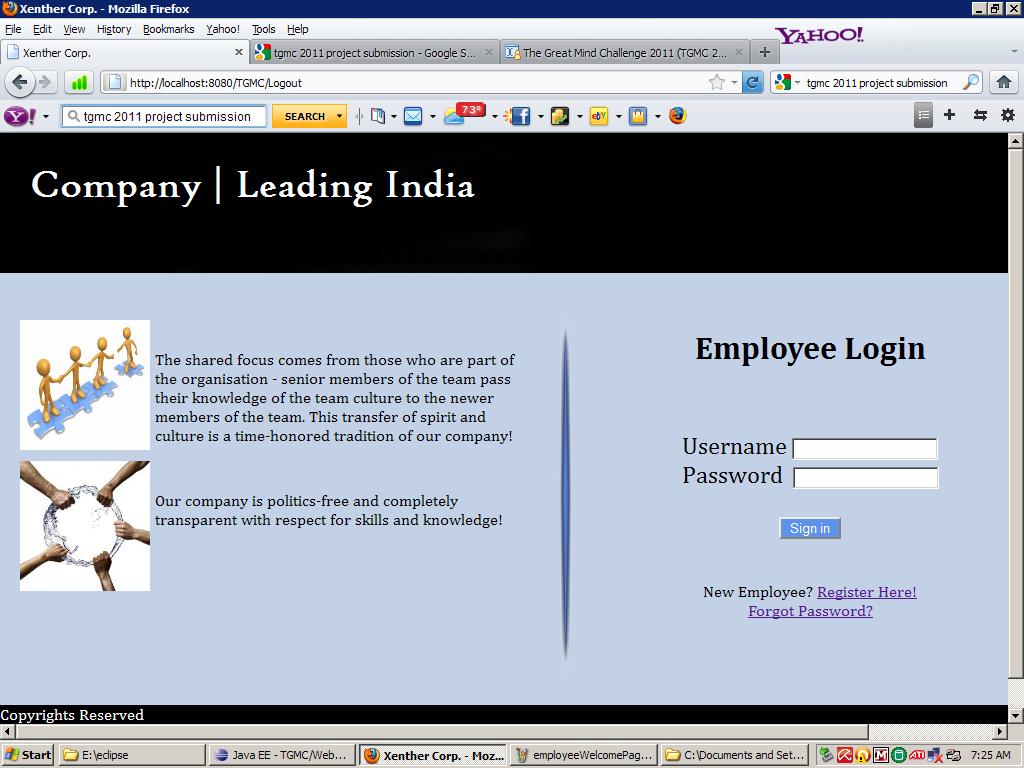 Xenther Corp. - Mozilla Firefox
File Edit View History Bookmarks Yahoo! Tools Help
YAHOO!
Xenther Corp.
tgmc 2011 project submission - Google S...
The Great Mind Challenge 2011 (TGMC 2...
http://localhost:8080/TGMC/Logout
tgmc 2011 project submission
Y!
tgmc 2011 project submission
SEARCH
73°
Company | Leading India
The shared focus comes from those who are part of
the organisation - senior members of the team pass
their knowledge of the team culture to the newer
members of the team. This transfer of spirit and
culture is a time-honored tradition of our company!
Our company is politics-free and completely
transparent with respect for skills and knowledge!
Employee Login
Username
Password
Sign in
New Employee? Register Here!
Forgot Password?
Copyrights Reserved
Start
E:\eclipse
Java EE - TGMC/Web...
Xenther Corp. - Moz...
employeeWelcomePag...
C:\Documents and Set...
7:25 AM